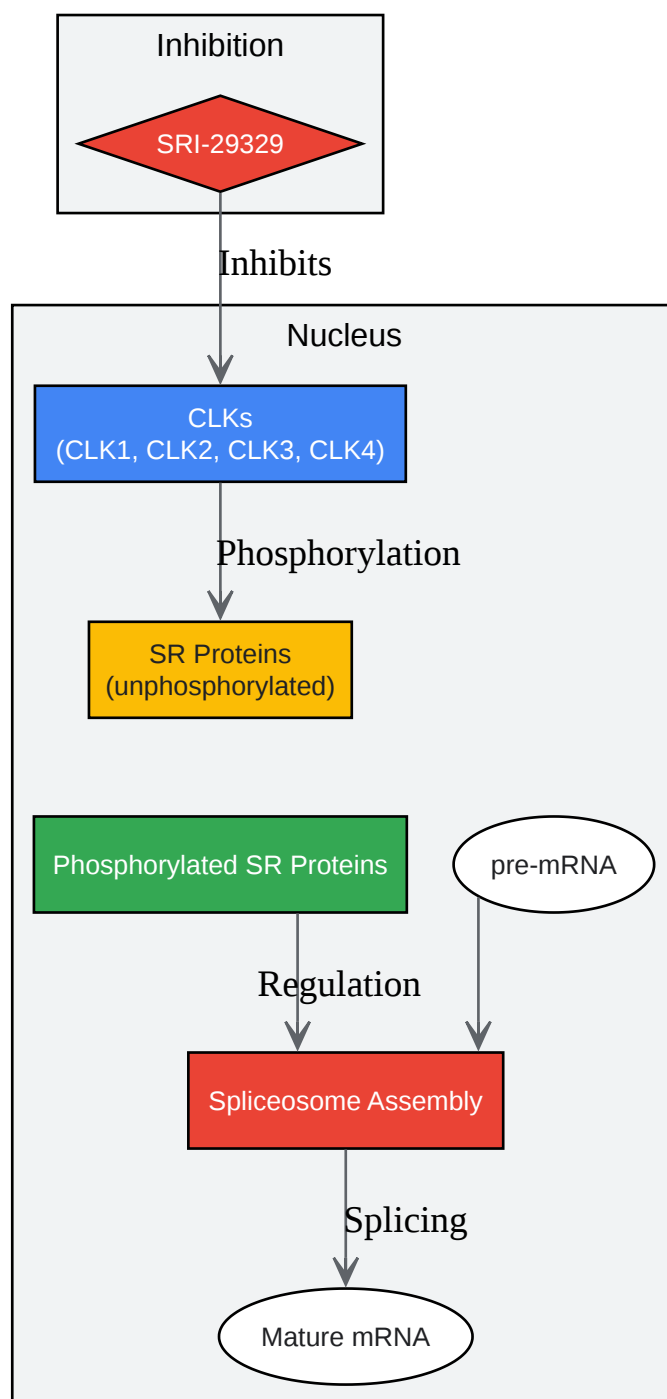 Inhibition
SRI-29329
Inhibits
Nucleus
CLKs
(CLK1, CLK2, CLK3, CLK4)
Phosphorylation
SR Proteins
(unphosphorylated)
Phosphorylated SR Proteins
pre-mRNA
Regulation
Spliceosome Assembly
Splicing
Mature mRNA